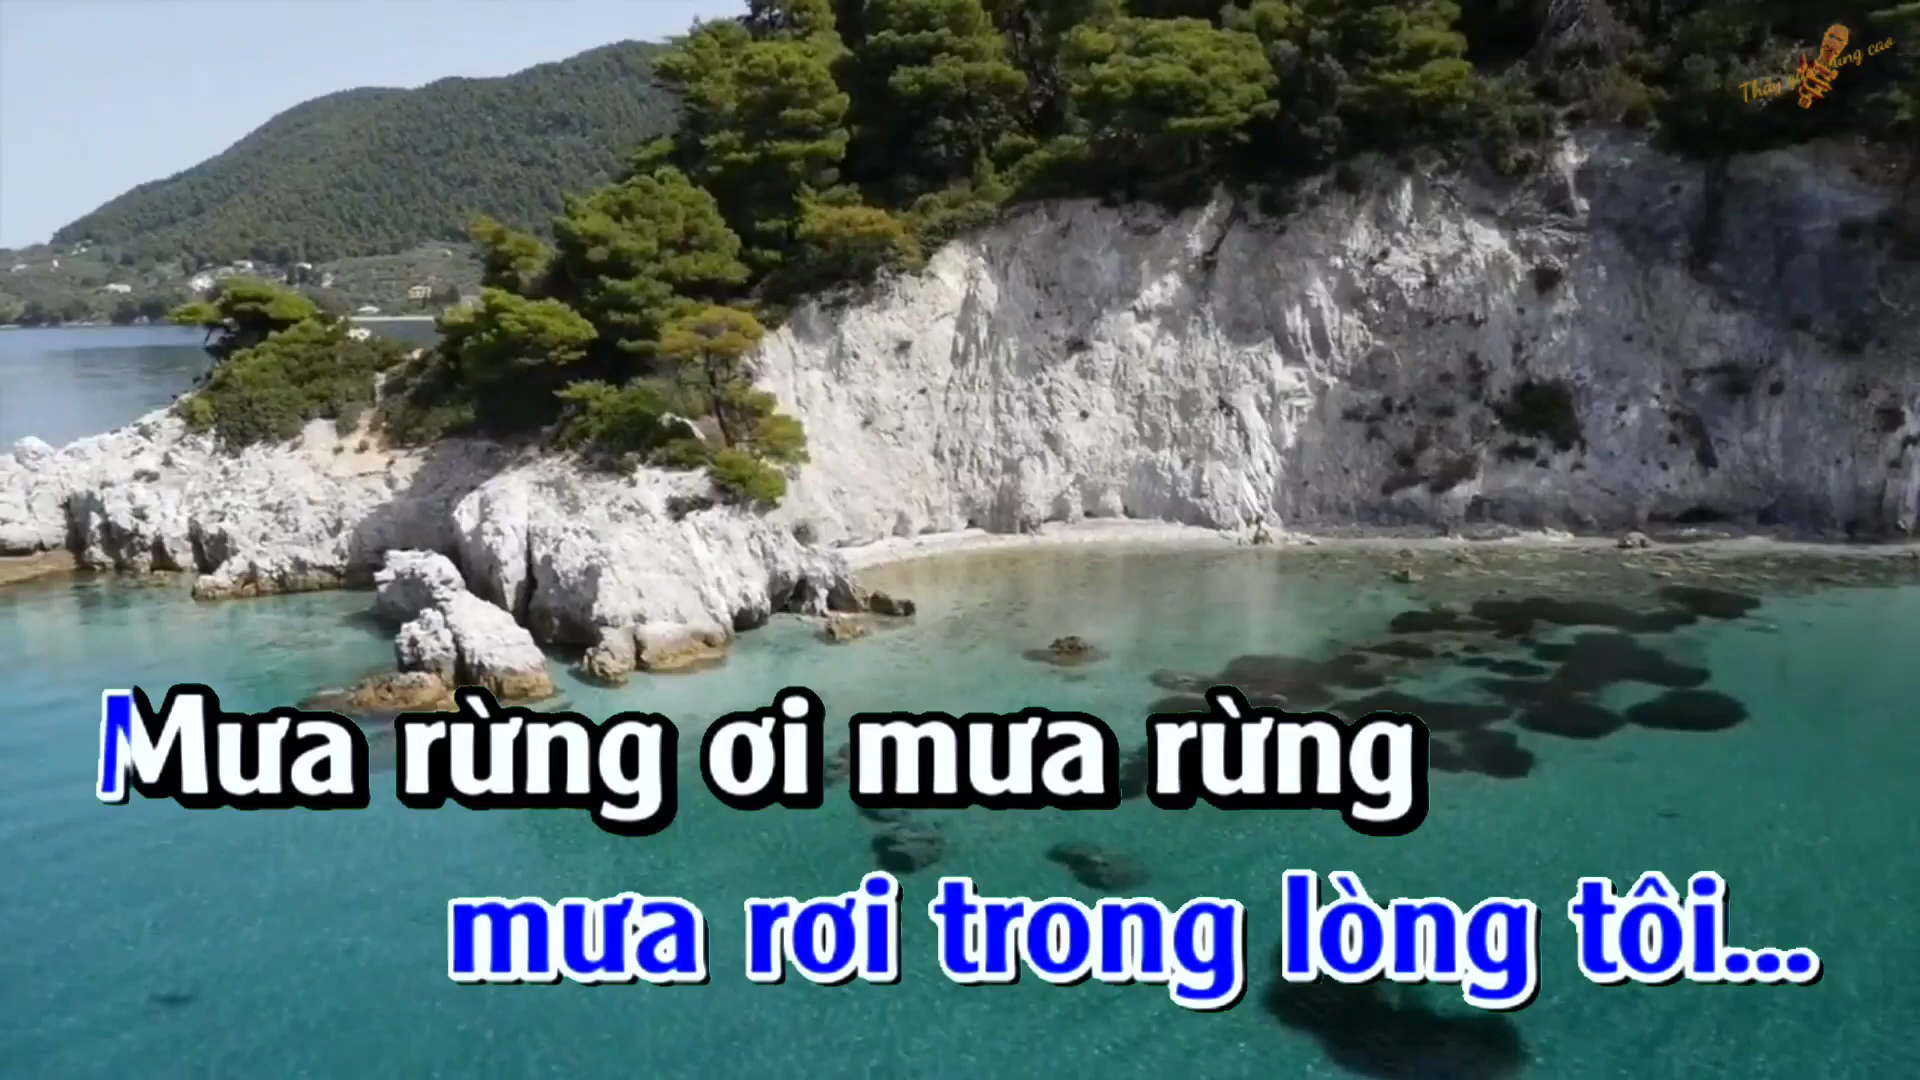 Mưa rừng ơi mưa rừng
mưa rơi trong lòng tôi...